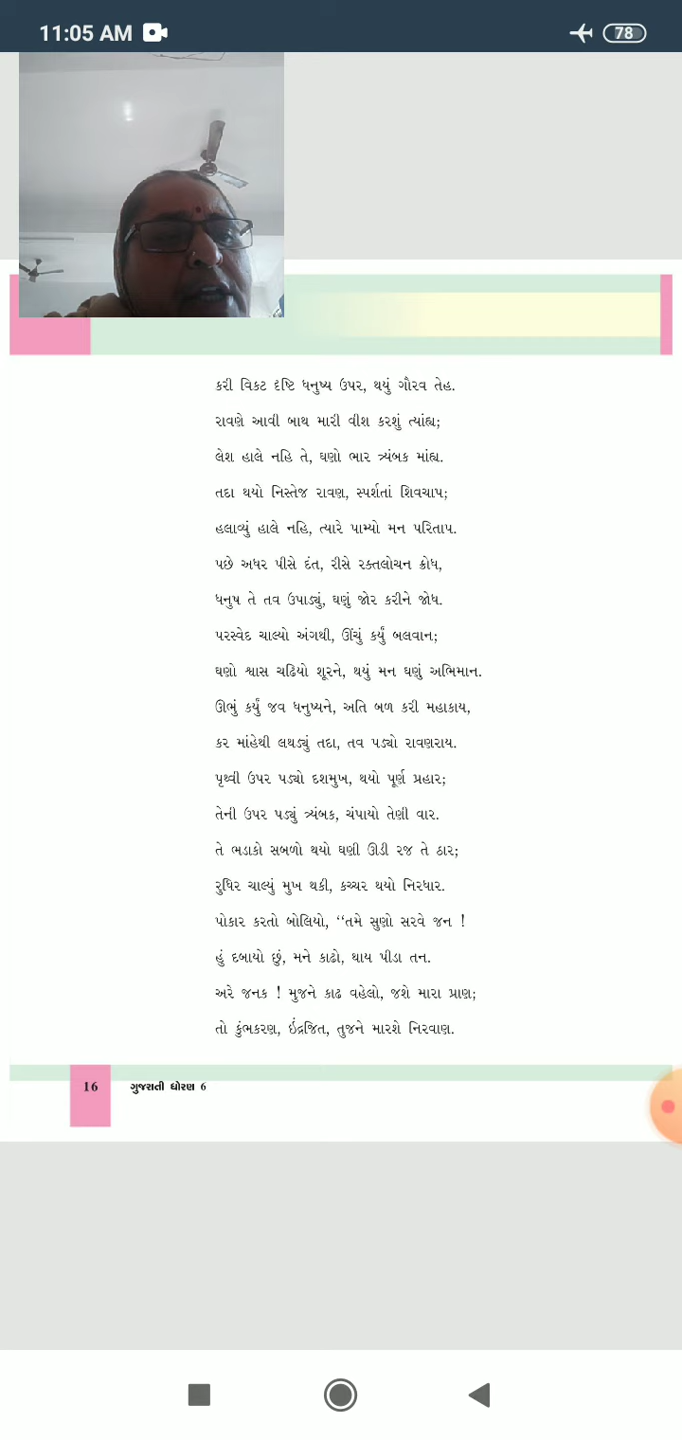 11:05 AM
78
કરી વિકટ દૃષ્ટિ ધનુષ્ય ઉપર, થયું ગૌરવ તેહ.
રાવણે આવી બાથ મારી વીશ કરશું ત્યાંહ્ય;
લેશ હાલે નહિ તે, ઘણો ભાર ત્ર્યંબક માંહ્ય.
તદા થયો નિસ્તેજ રાવણ, સ્પર્શતાં શિવચાપ;
હલાવ્યું હાલે નહિ, ત્યારે પામ્યો મન પરિતાપ.
પછે અધર પીસે દંત, રીસે રક્તલોચન ક્રોધ,
ધનુષ તે તવ ઉપાડ્યું, ઘણું જોર કરીને જોધ.
પરસ્વેદ ચાલ્યો અંગથી, ઊંચું કર્યું બલવાન;
ઘણો શ્વાસ ચઢિયો શૂરને, થયું મન ઘણું અભિમાન.
ઊભું કર્યું જવ ધનુષ્યને, અતિ બળ કરી મહાકાય,
કર માંહેથી લથડ્યું તદા, તવ પડ્યો રાવણરાય.
પૃથ્વી ઉપર પડ્યો દશમુખ, થયો પૂર્ણ પ્રહાર;
તેની ઉપર પડ્યું ત્ર્યંબક, ચંપાયો તેણી વાર.
તે ભડાકો સબળો થયો ઘણી ઊડી રજ તે ઠાર;
રુધિર ચાલ્યું મુખ થકી, કચ્ચર થયો નિરધાર.
પોકાર કરતો બોલિયો, “તમે સુણો સરવે જન !
હું દબાયો છું, મને કાઢો, થાય પીડા તન.
અરે જનક ! મુજને કાઢ વહેલો, જશે મારા પ્રાણ;
તો કુંભકરણ, ઇંદ્રજિત, તુજને મારશે નિરવાણ.
16 ગુજરાતી ધોરણ 6